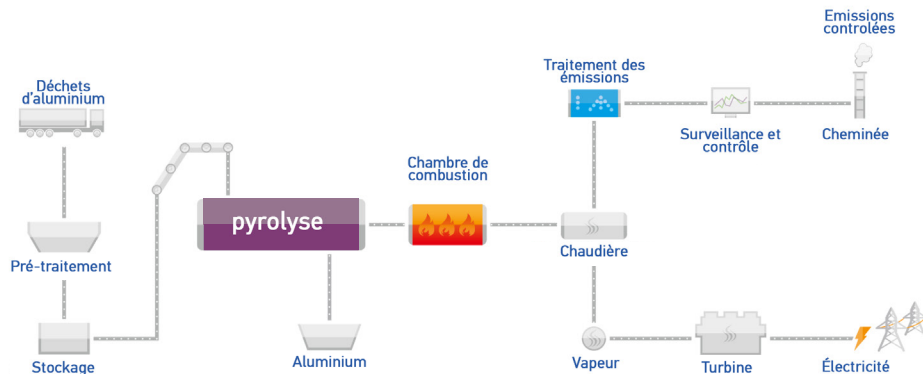 Déchets
d'aluminium
Pré-traitement
Stockage
pyrolyse
Aluminium
Chambre de
combustion
Traitement des
émissions
Chaudière
Surveillance et
contrôle
Emissions
controlées
Cheminée
Vapeur
Turbine
Électricité